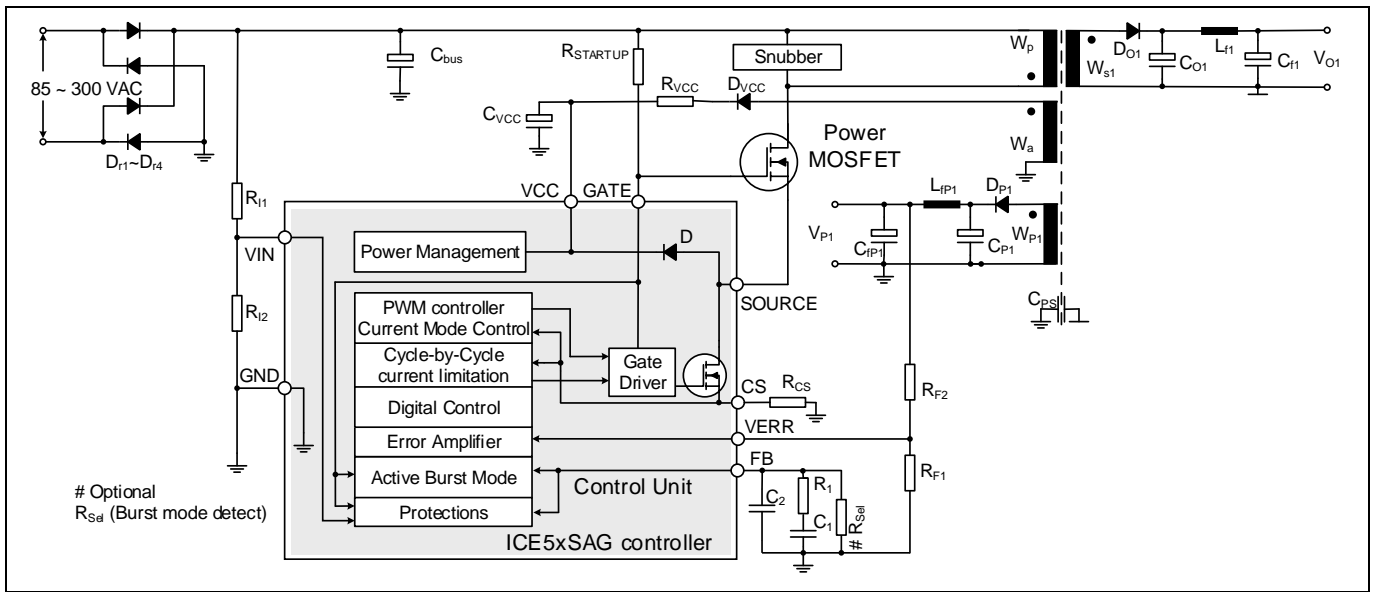 85 ~ 300 VAC
Dr1~Dr4
Cbus
RSTARTUP
Snubber
Wp
Ws1
DO1
CO1
Lf1
Cf1
VO1
RVCC
DVCC
CVCC
Power
MOSFET
Wa
VCC
GATE
RI1
VIN
RI2
GND
Power Management
D
SOURCE
VP1
CfP1
LfP1
CP1
DP1
WP1
CPS
PWM controller
Current Mode Control
Cycle-by-Cycle
current limitation
Gate
Driver
Digital Control
Error Amplifier
Active Burst Mode
Protections
CS
RCS
VERR
FB
RF2
RF1
Control Unit
C2
R1
C1
# RSel
ICE5xSAG controller
# Optional
RSel (Burst mode detect)